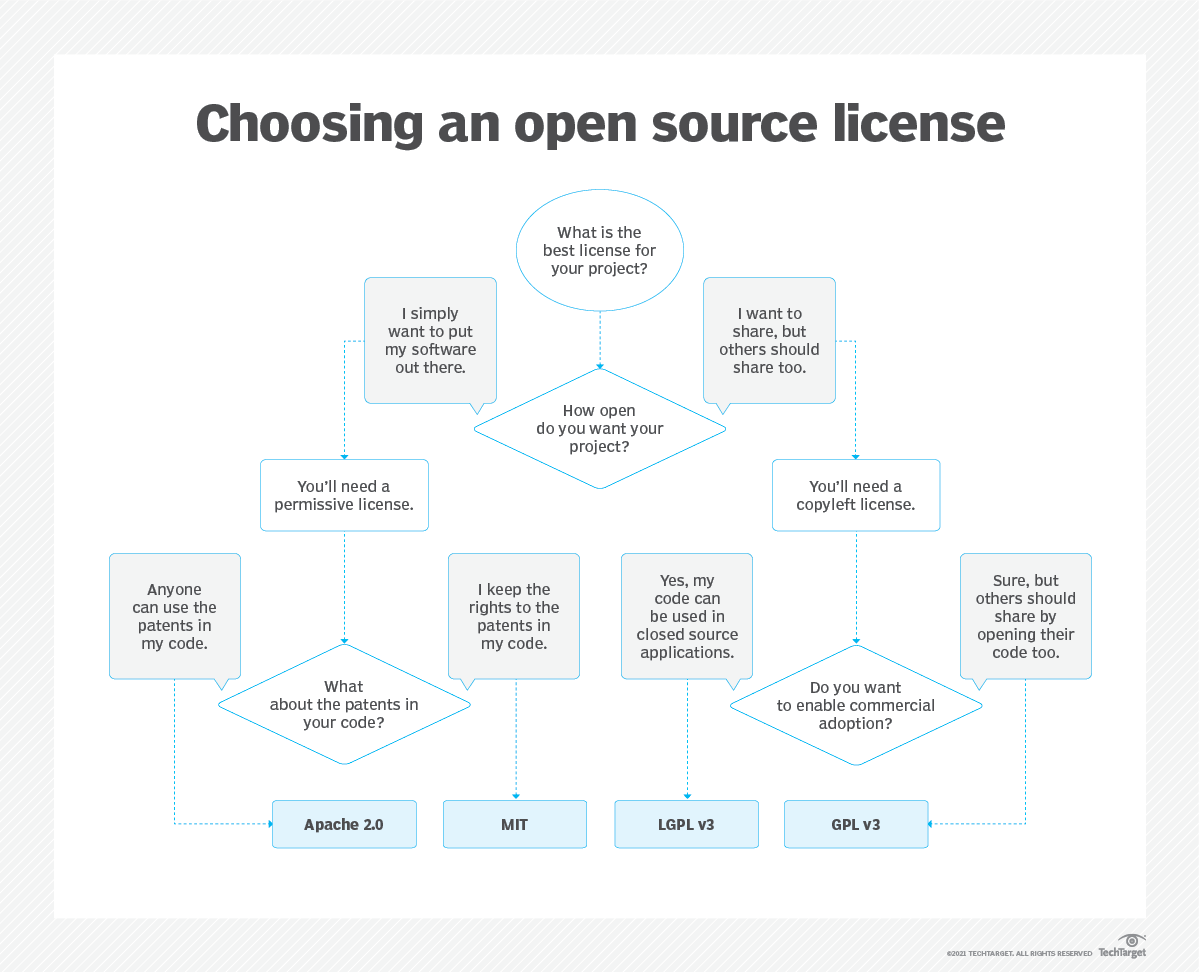 Choosing an open source license
What is the
best license for
your project?
I simply
want to put
my software
out there.
I want to
share, but
others should
share too.
How open
do you want your
project?
You’ll need a
permissive license.
You’ll need a
copyleft license.
Anyone
can use the
patents in
my code.
I keep the
rights to the
patents in
my code.
Yes, my
code can
be used in
closed source
applications.
Sure, but
others should
share by
opening their
code too.
What
about the patents in
your code?
Do you want
to enable commercial
adoption?
Apache 2.0
MIT
LGPL v3
GPL v3
©2021 TECHTARGET. ALL RIGHTS RESERVED TechTarget